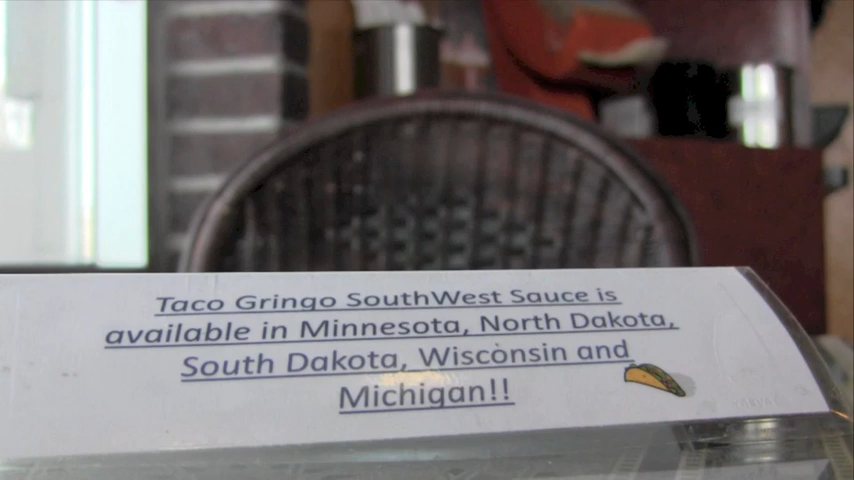 Taco Gringo SouthWest Sauce is
available in Minnesota, North Dakota,
South Dakota, Wisconsin and
Michigan!!